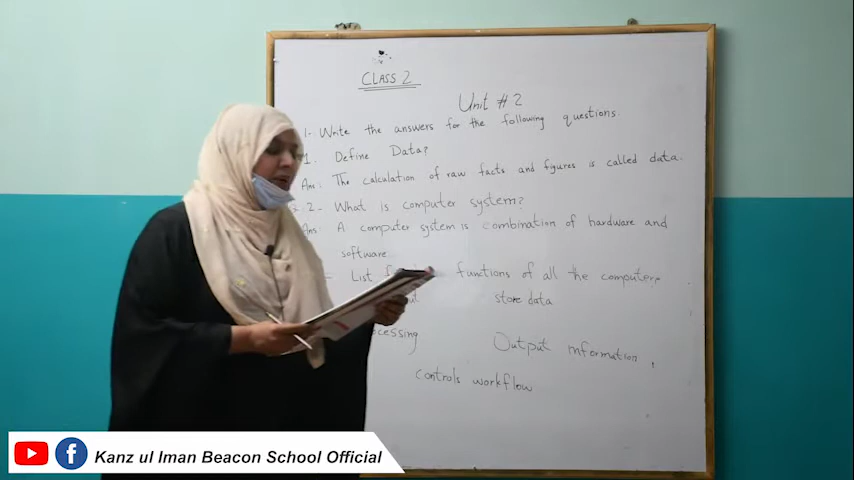 CLASS 2
Unit # 2
1- Write the answers for the following questions.
1. Define Data?
Ans: The calculation of raw facts and figures is called data.
2- What is computer system?
Ans: A computer system is combination of hardware and
software.
List functions of all the computer.
store data
ocessing
Output information.
controls workflow
Kanz ul Iman Beacon School Official